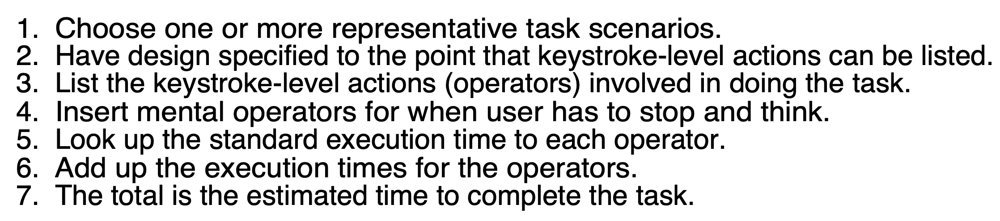 1. Choose one or more representative task scenarios.
2. Have design specified to the point that keystroke-level actions can be listed.
3. List the keystroke-level actions (operators) involved in doing the task.
4. Insert mental operators for when user has to stop and think.
5. Look up the standard execution time to each operator.
6. Add up the execution times for the operators.
7. The total is the estimated time to complete the task.